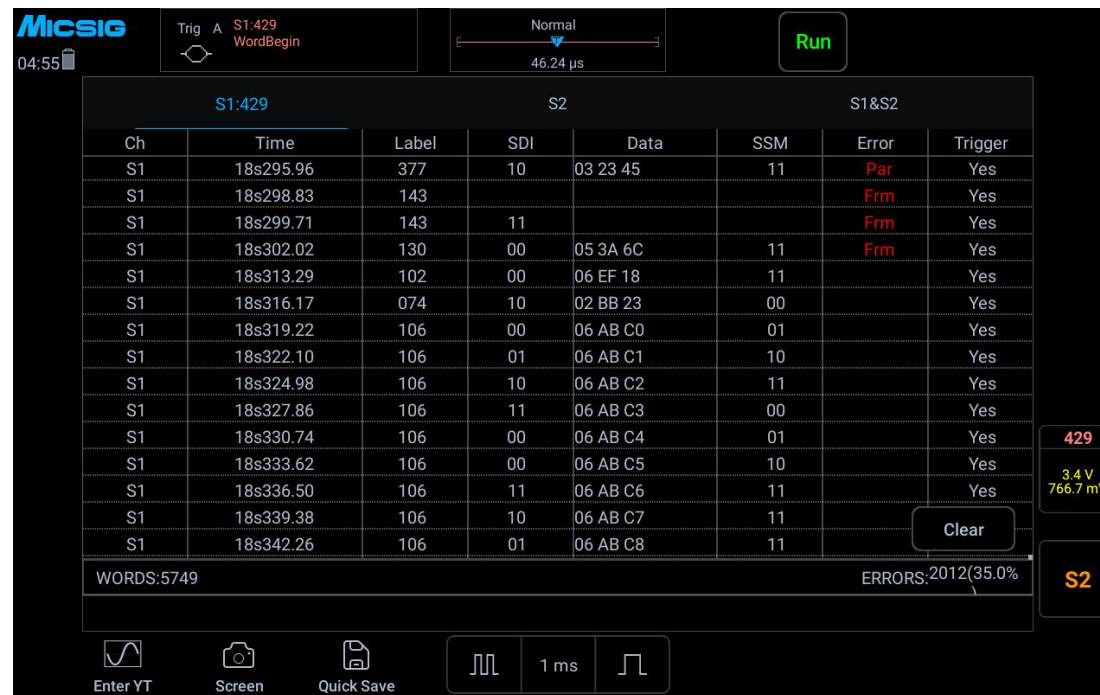 Micsig
Trig A S1:429
WordBegin
Normal
T
46.24 µs
Run
04:55
S1:429 S2 S1&S2
Ch Time Label SDI Data SSM Error Trigger
S1 18s295.96 377 10 03 23 45 11 Par Yes
S1 18s298.83 143 Frm Yes
S1 18s299.71 143 11 Frm Yes
S1 18s302.02 130 00 05 3A 6C 11 Frm Yes
S1 18s313.29 102 00 06 EF 18 11 Yes
S1 18s316.17 074 10 02 BB 23 00 Yes
S1 18s319.22 106 00 06 AB C0 01 Yes
S1 18s322.10 106 01 06 AB C1 10 Yes
S1 18s324.98 106 10 06 AB C2 11 Yes
S1 18s327.86 106 11 06 AB C3 00 Yes
S1 18s330.74 106 00 06 AB C4 01 Yes
S1 18s333.62 106 00 06 AB C5 10 Yes
S1 18s336.50 106 11 06 AB C6 11 Yes
S1 18s339.38 106 10 06 AB C7 11
S1 18s342.26 106 01 06 AB C8 11
Clear
429
3.4 V
766.7 m
WORDS:5749 ERRORS:2012(35.0%
)
S2
1 ms
Enter YT Screen Quick Save